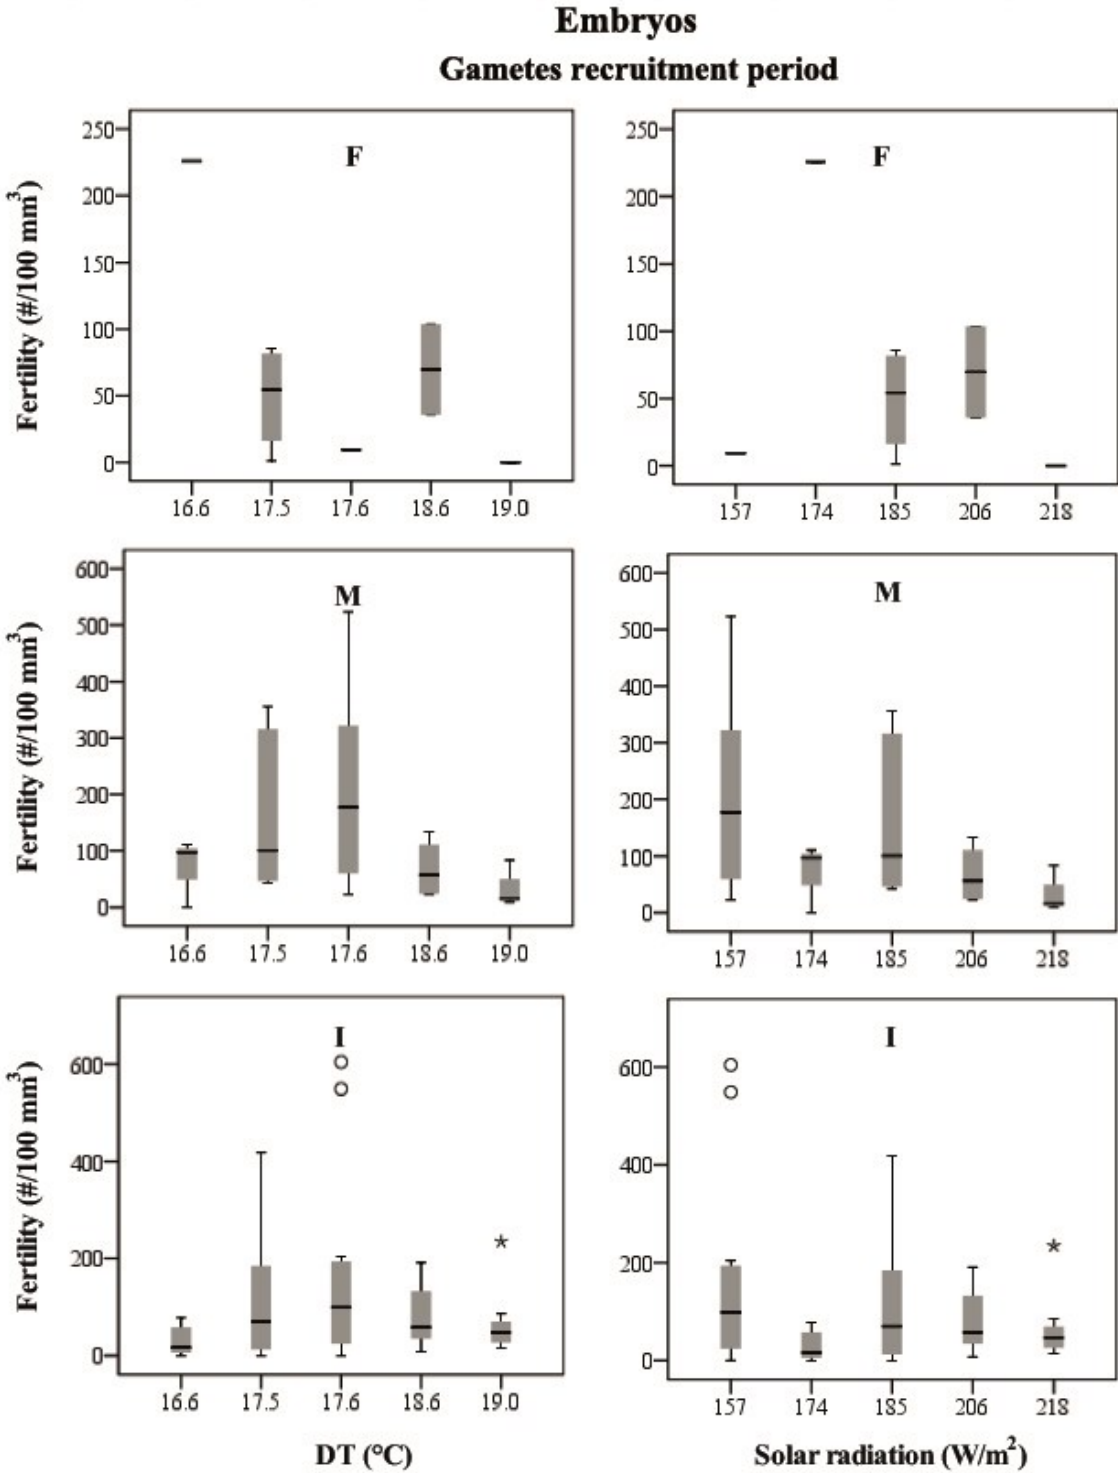 Embryos
Gametes recruitment period
Fertility (#/100 mm³)
250
200
150
100
50
0
F
16.6 17.5 17.6 18.6 19.0
250
200
150
100
50
0
F
157 174 185 206 218
Fertility (#/100 mm³)
600
500
400
300
200
100
0
M
16.6 17.5 17.6 18.6 19.0
600
500
400
300
200
100
0
M
157 174 185 206 218
Fertility (#/100 mm³)
600
400
200
0
I
16.6 17.5 17.6 18.6 19.0
DT (°C)
600
400
200
0
I
157 174 185 206 218
Solar radiation (W/m²)